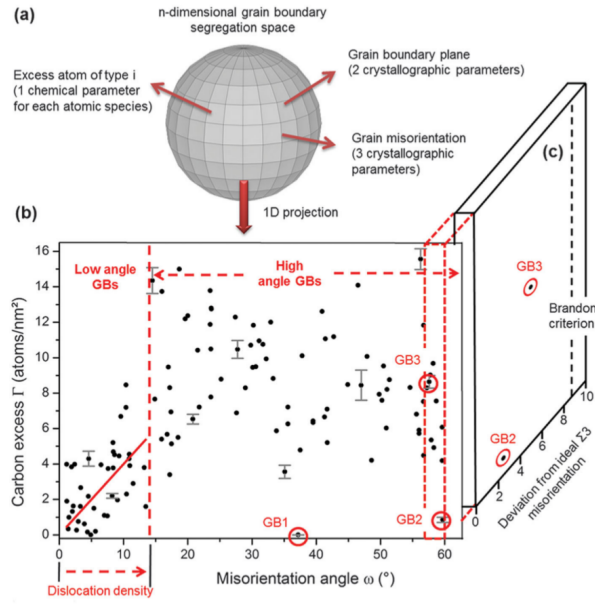 (a)
n-dimensional grain boundary
segregation space
Excess atom of type i
(1 chemical parameter
for each atomic species)
Grain boundary plane
(2 crystallographic parameters)
Grain misorientation
(3 crystallographic
parameters)
1D projection
(b)
(c)
Low angle
GBs
High
angle GBs
Carbon excess Γ (atoms/nm²)
16
14
12
10
8
6
4
2
0
0 10 20 30 40 50 60
GB1
GB2
GB3
Misorientation angle ω (°)
Dislocation density
GB3
Brandon
criterion
GB2
0 2 4 6 8 10
Deviation from ideal Σ3
misorientation